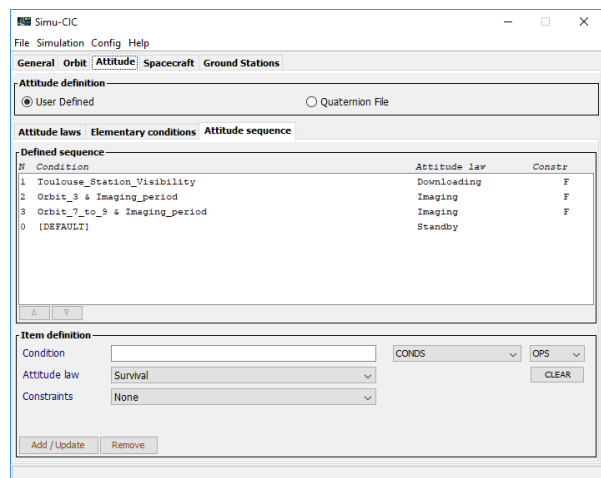 Simu-CIC
File Simulation Config Help
General Orbit Attitude Spacecraft Ground Stations
Attitude definition
User Defined Quaternion File
Attitude laws Elementary conditions Attitude sequence
Defined sequence
N Condition Attitude law Constr
1 Toulouse_Station_Visibility Downloading F
2 Orbit_3 & Imaging_period Imaging F
3 Orbit_7_to_9 & Imaging_period Imaging F
0 [DEFAULT] Standby
Item definition
Condition CONDS OPS
Attitude law Survival CLEAR
Constraints None
Add / Update Remove